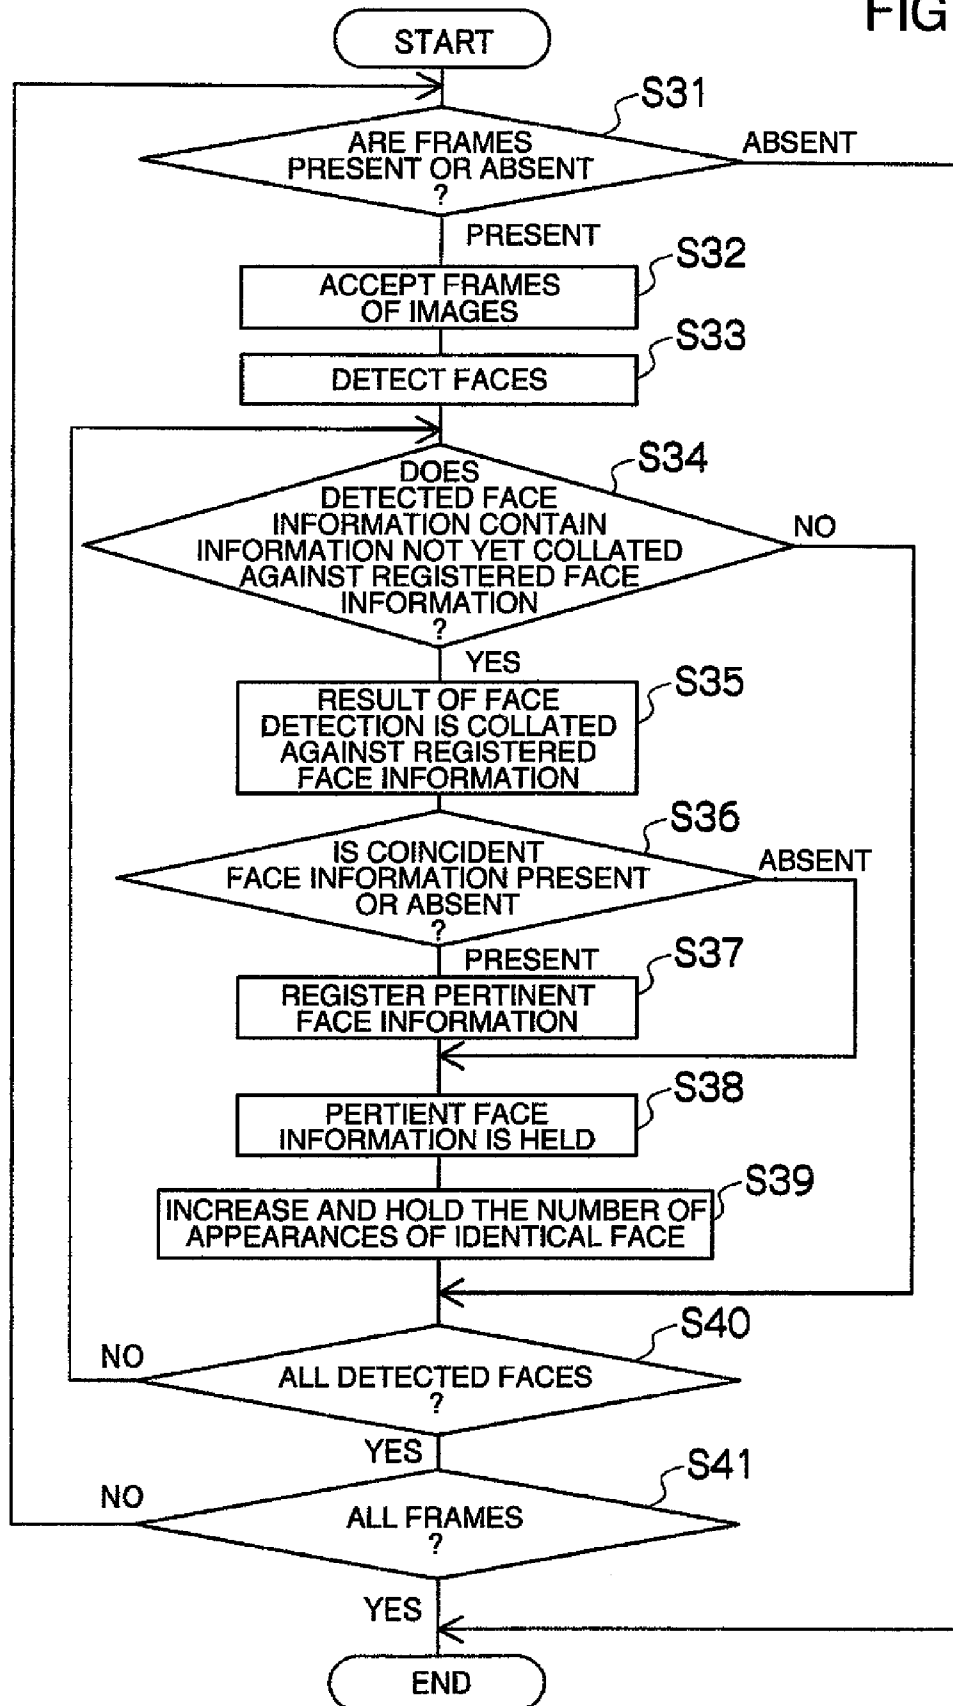 FIG
START
S31
ARE FRAMES
PRESENT OR ABSENT
?
ABSENT
PRESENT
S32
ACCEPT FRAMES
OF IMAGES
S33
DETECT FACES
S34
DOES
DETECTED FACE
INFORMATION CONTAIN
INFORMATION NOT YET COLLATED
AGAINST REGISTERED FACE
INFORMATION
?
NO
YES
S35
RESULT OF FACE
DETECTION IS COLLATED
AGAINST REGISTERED
FACE INFORMATION
S36
IS COINCIDENT
FACE INFORMATION PRESENT
OR ABSENT
?
ABSENT
PRESENT
S37
REGISTER PERTINENT
FACE INFORMATION
S38
PERTIENT FACE
INFORMATION IS HELD
S39
INCREASE AND HOLD THE NUMBER OF
APPEARANCES OF IDENTICAL FACE
S40
NO
ALL DETECTED FACES
?
YES
S41
NO
ALL FRAMES
?
YES
END